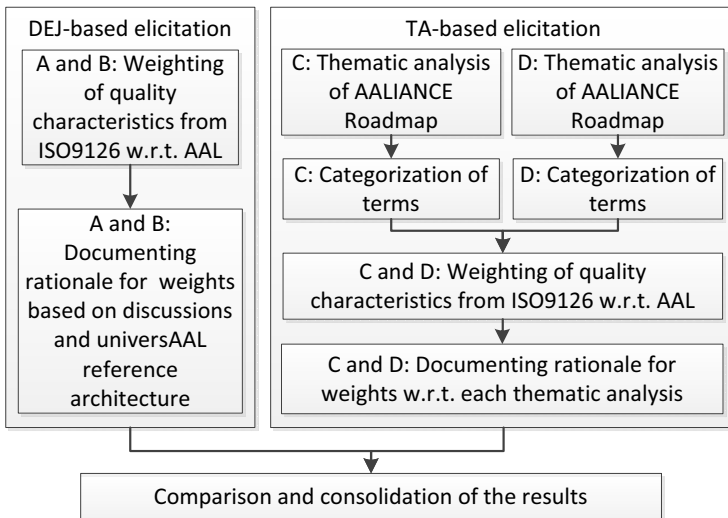 DEJ-based elicitation
A and B: Weighting
of quality
characteristics from
ISO9126 w.r.t. AAL
A and B:
Documenting
rationale for weights
based on discussions
and universAAL
reference
architecture
TA-based elicitation
C: Thematic analysis
of AALIANCE
Roadmap
D: Thematic analysis
of AALIANCE
Roadmap
C: Categorization of
terms
D: Categorization of
terms
C and D: Weighting of quality
characteristics from ISO9126 w.r.t. AAL
C and D: Documenting rationale for
weights w.r.t. each thematic analysis
Comparison and consolidation of the results